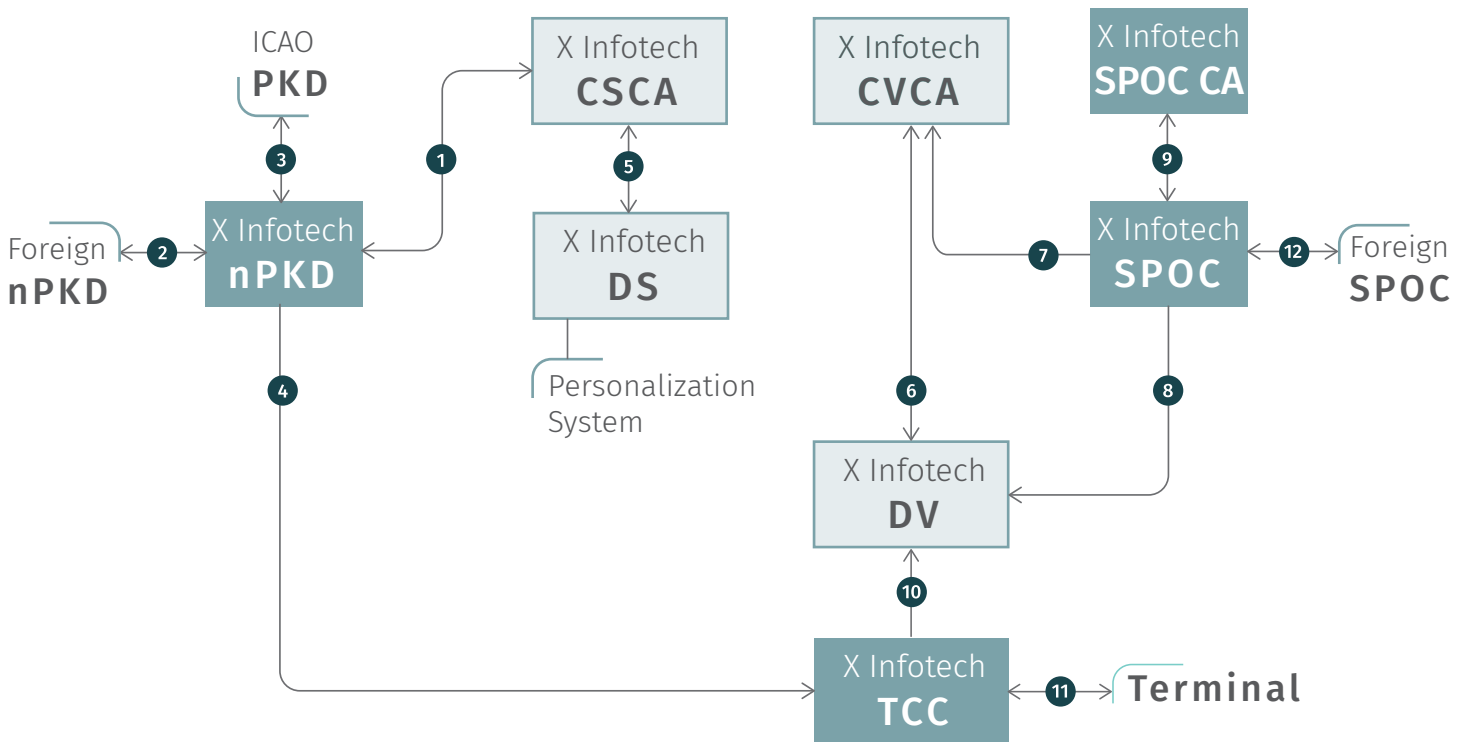 ICAO
PKD
X Infotech
CSCA
X Infotech
CVCA
X Infotech
SPOC CA
3
1
5
9
Foreign
nPKD
2
X Infotech
nPKD
X Infotech
DS
7
X Infotech
SPOC
12
Foreign
SPOC
4
Personalization
System
6
8
X Infotech
DV
10
X Infotech
TCC
11
Terminal